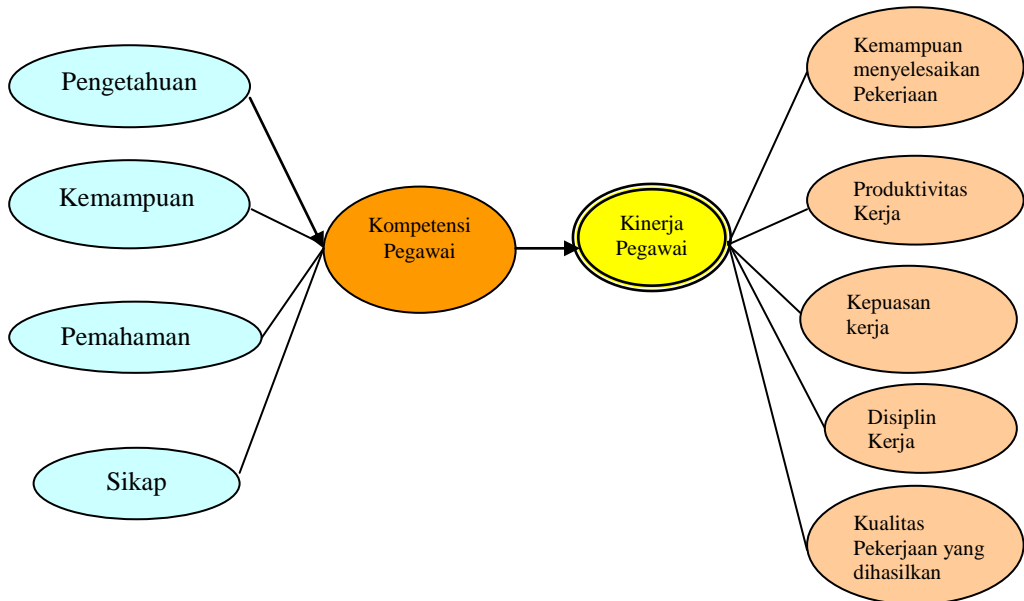 Pengetahuan
Kemampuan
Pemahaman
Sikap
Kompetensi
Pegawai
Kinerja
Pegawai
Kemampuan
menyelesaikan
Pekerjaan
Produktivitas
Kerja
Kepuasan
kerja
Disiplin
Kerja
Kualitas
Pekerjaan yang
dihasilkan